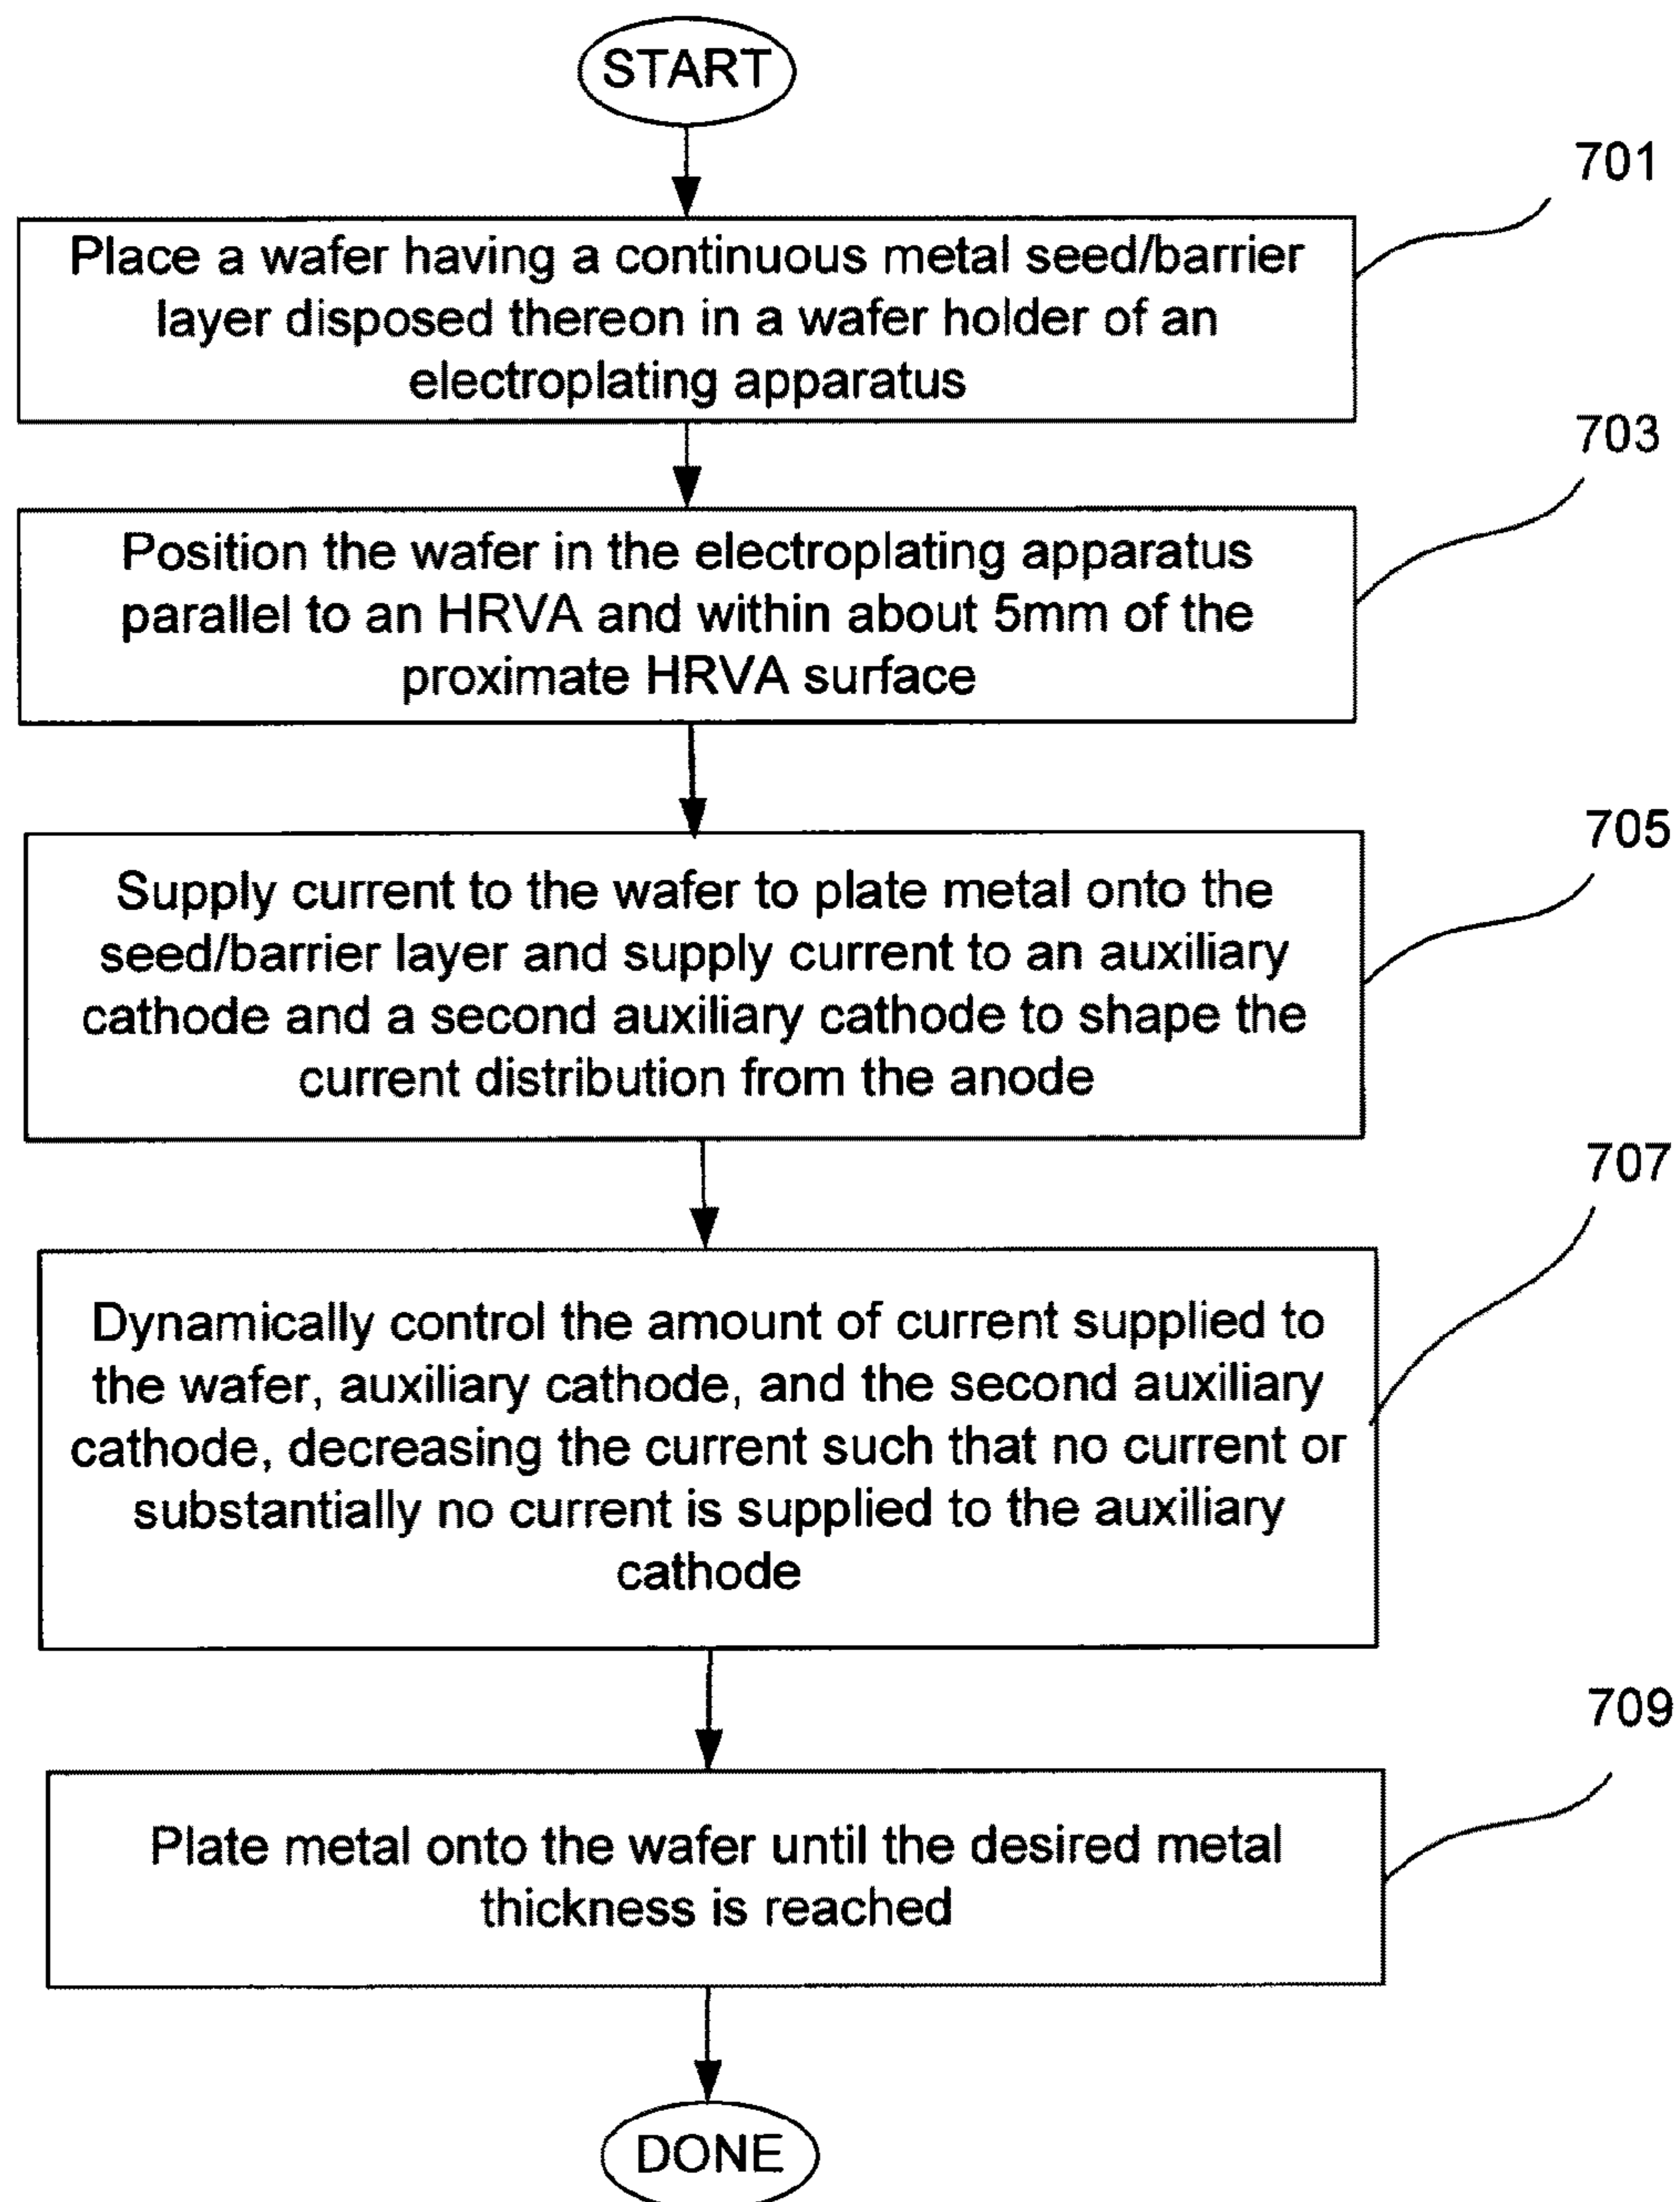 START
701
Place a wafer having a continuous metal seed/barrier
layer disposed thereon in a wafer holder of an
electroplating apparatus
703
Position the wafer in the electroplating apparatus
parallel to an HRVA and within about 5mm of the
proximate HRVA surface
705
Supply current to the wafer to plate metal onto the
seed/barrier layer and supply current to an auxiliary
cathode and a second auxiliary cathode to shape the
current distribution from the anode
707
Dynamically control the amount of current supplied to
the wafer, auxiliary cathode, and the second auxiliary
cathode, decreasing the current such that no current or
substantially no current is supplied to the auxiliary
cathode
709
Plate metal onto the wafer until the desired metal
thickness is reached
DONE